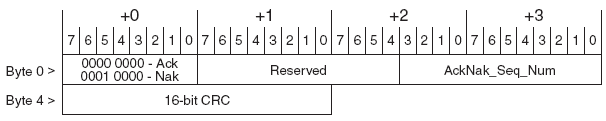 +0 +1 +2 +3
7 6 5 4 3 2 1 0 7 6 5 4 3 2 1 0 7 6 5 4 3 2 1 0 7 6 5 4 3 2 1 0
0000 0000 - Ack
Byte 0 > Reserved AckNak_Seq_Num
0001 0000 - Nak
Byte 4 > 16-bit CRC